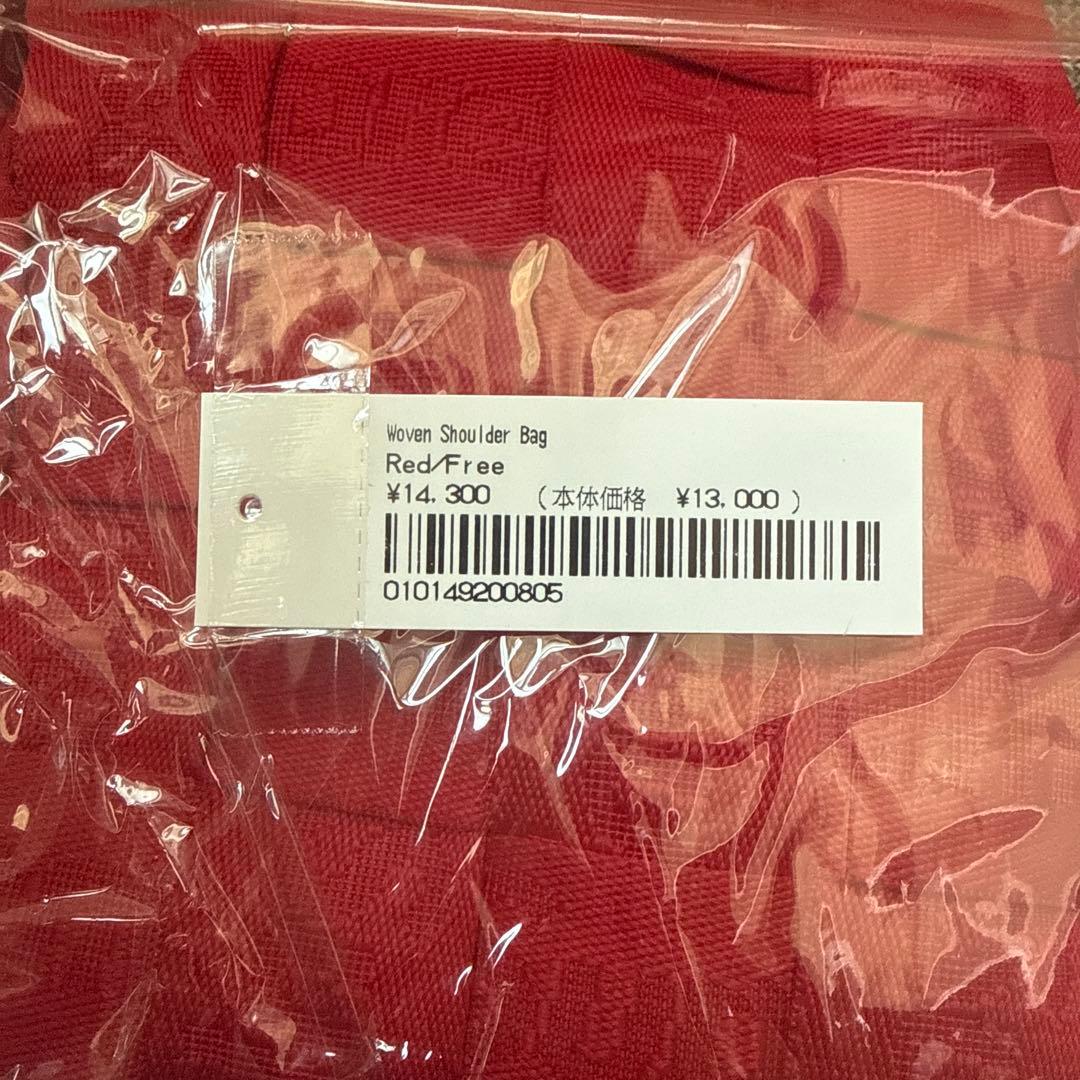 Woven Shoulder Bag
Red/Free
¥14,300 (本体価格 ¥13,000 )
010149200805